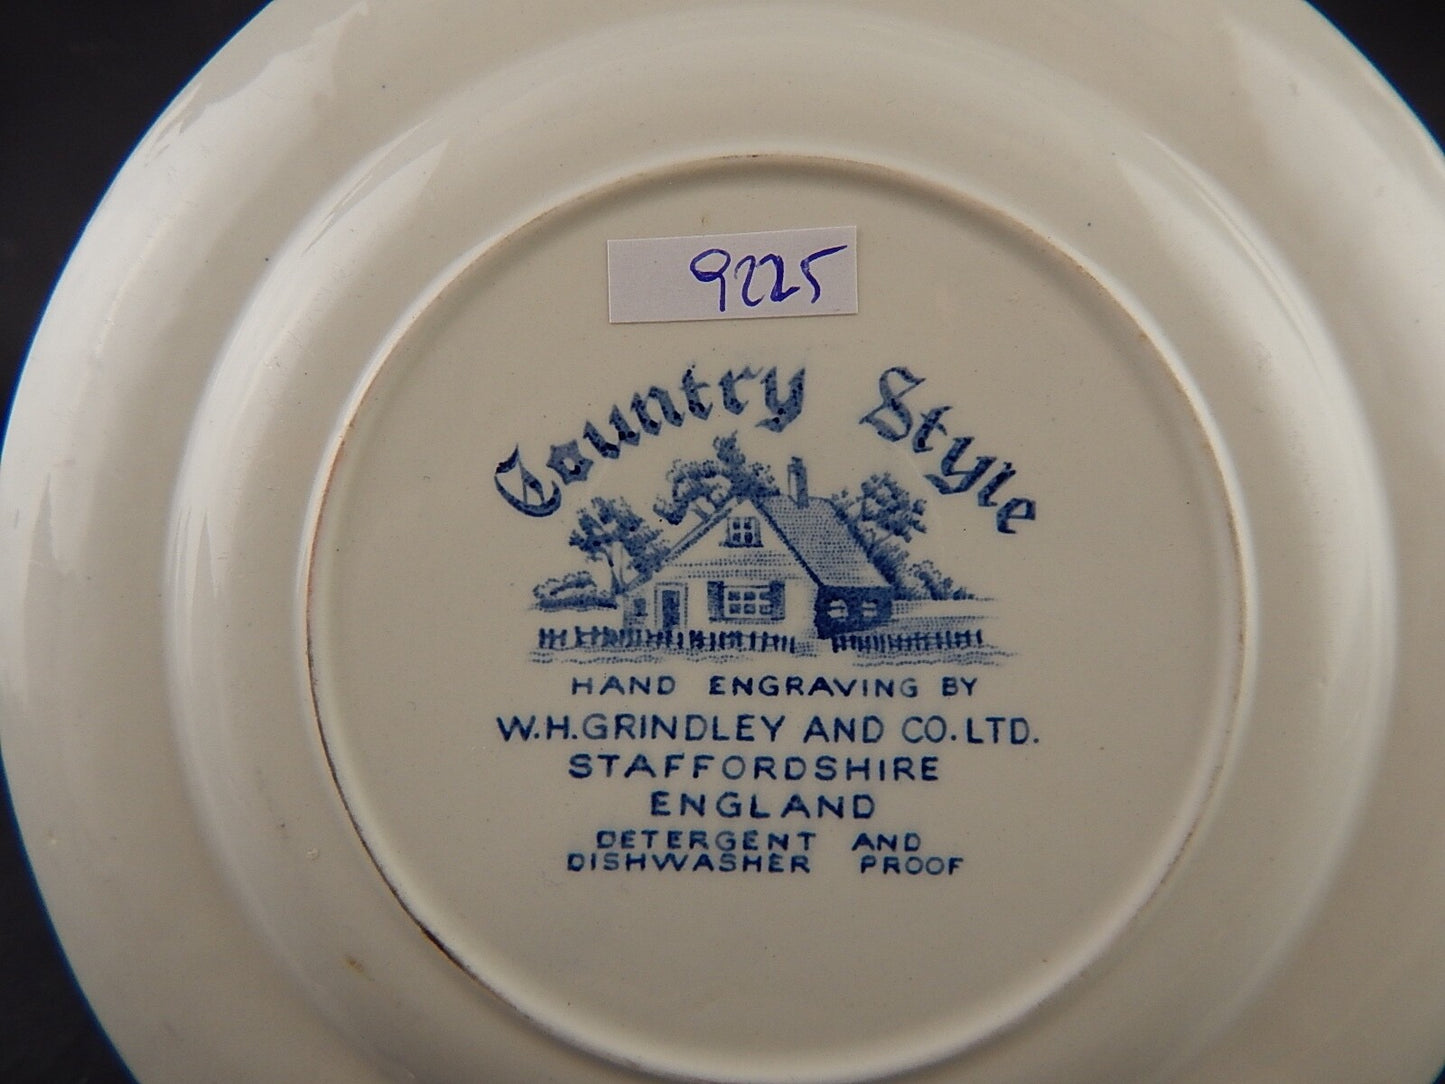 9225
Country Style
HAND ENGRAVING BY
W.H.GRINDLEY AND CO.LTD.
STAFFORDSHIRE
ENGLAND
DETERGENT AND
DISHWASHER PROOF